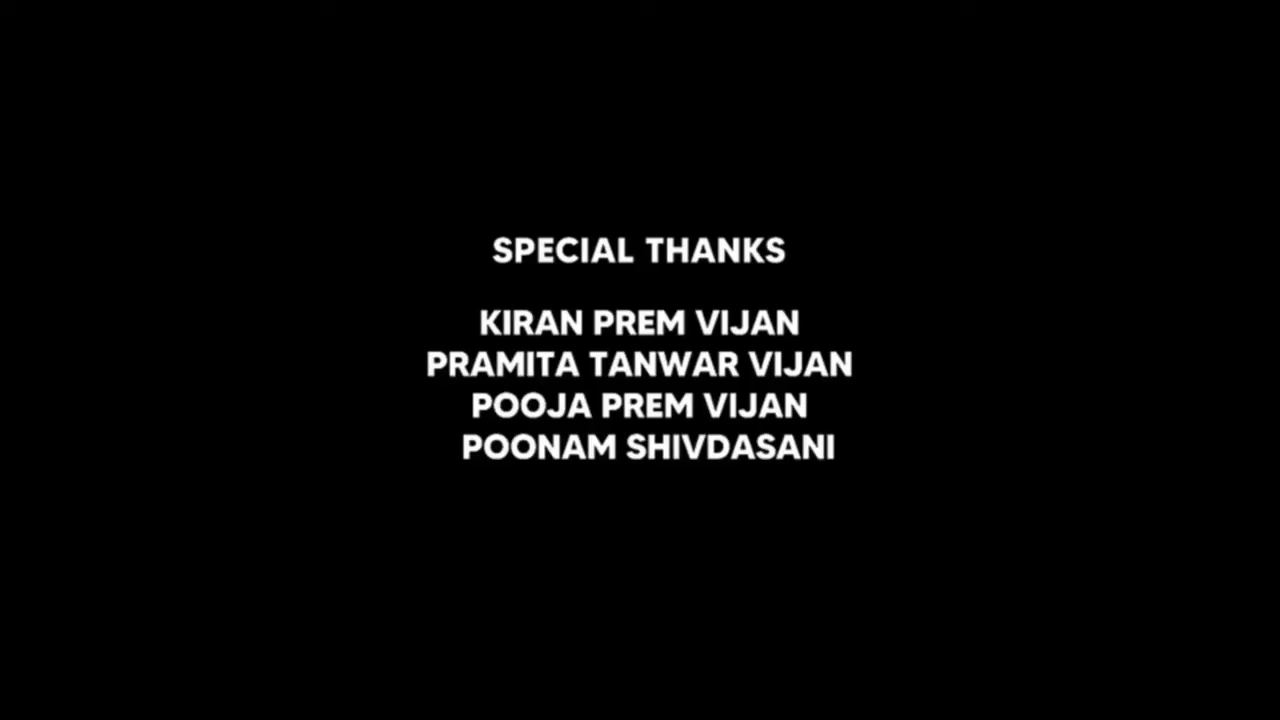 SPECIAL THANKS
KIRAN PREM VIJAN
PRAMITA TANWAR VIJAN
POOJA PREM VIJAN
POONAM SHIVDASANI